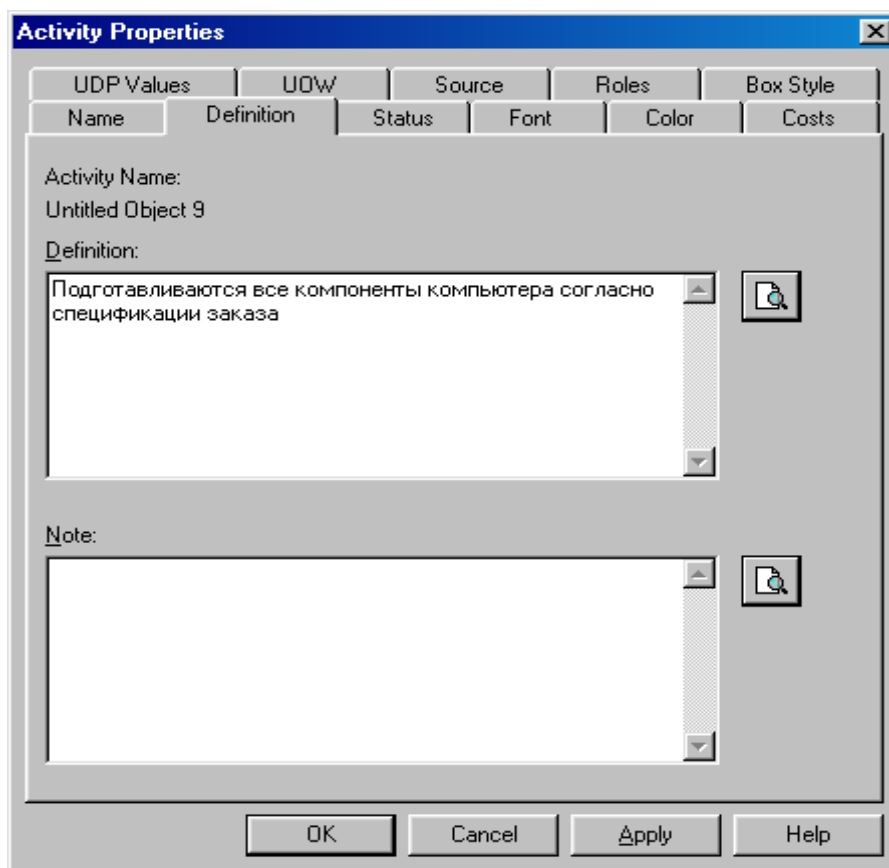 Activity Properties
UDP Values UOW Source Roles Box Style
Name Definition Status Font Color Costs
Activity Name:
Untitled Object 9
Definition:
Подготавливаются все компоненты компьютера согласно
спецификации заказа
Note:
OK Cancel Apply Help